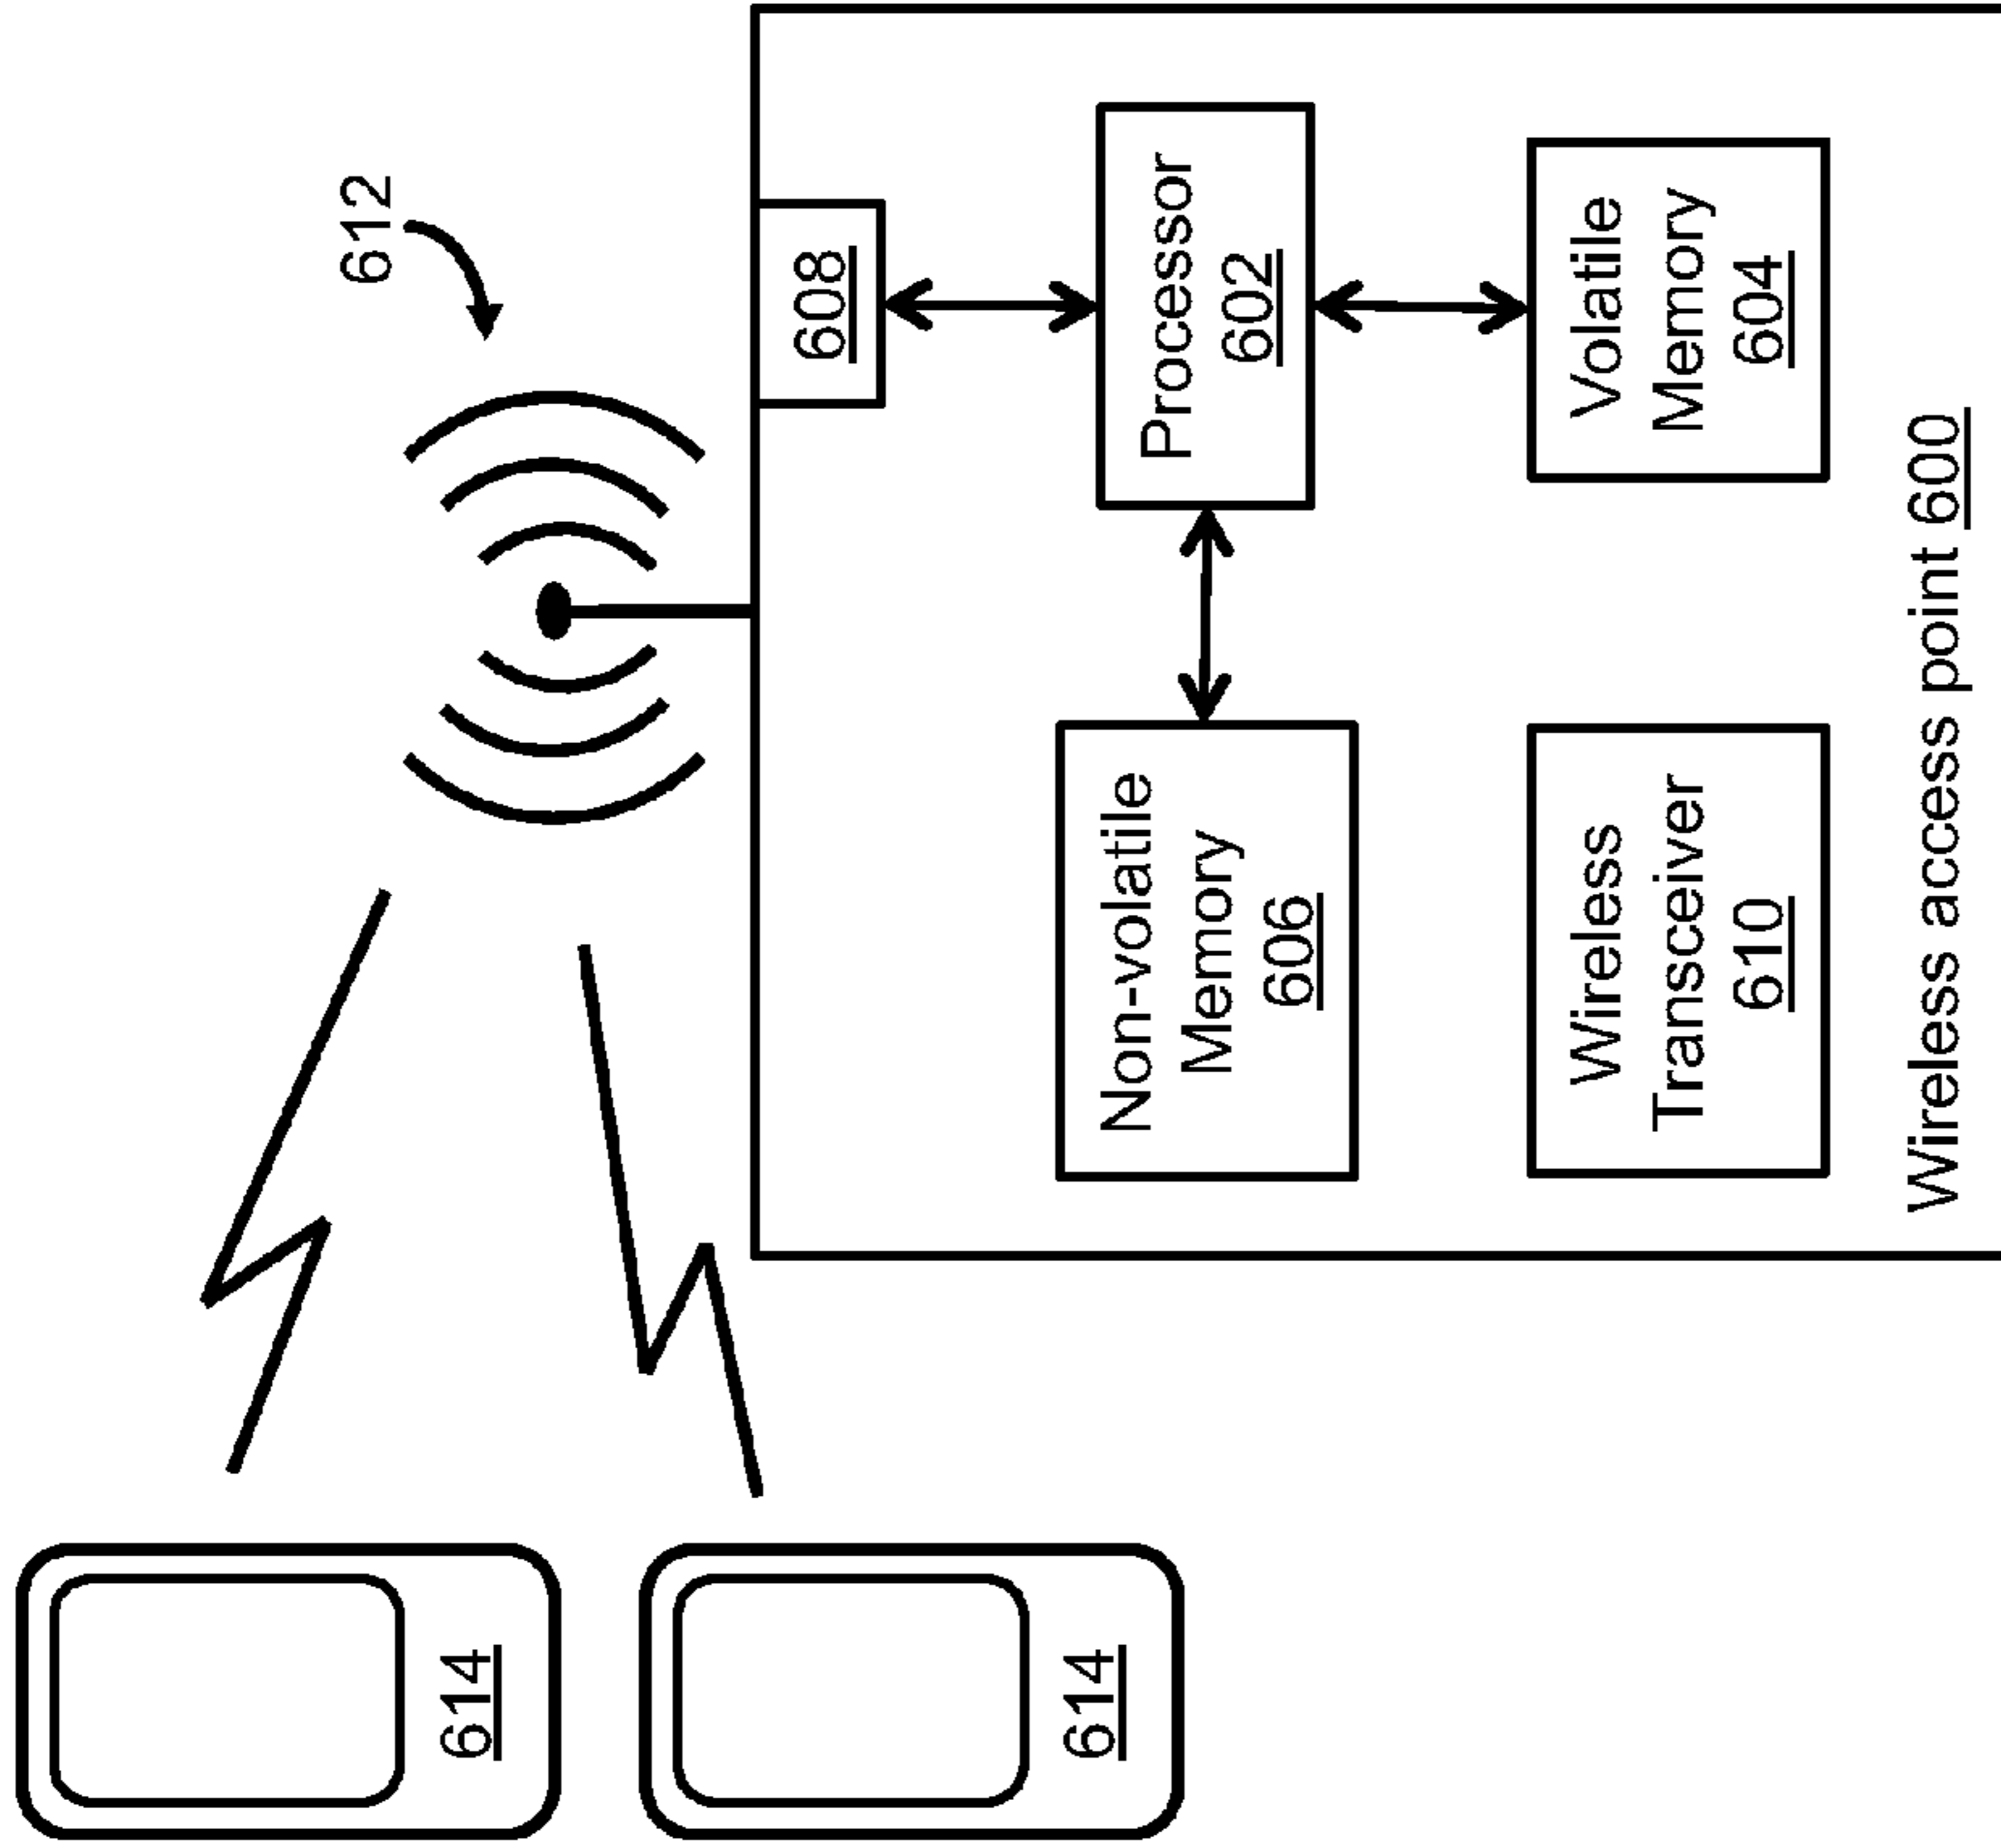 612
608
Processor
602
Non-volatile
Memory
606
Volatile
Memory
604
Wireless
Transceiver
610
Wireless access point 600
614
614